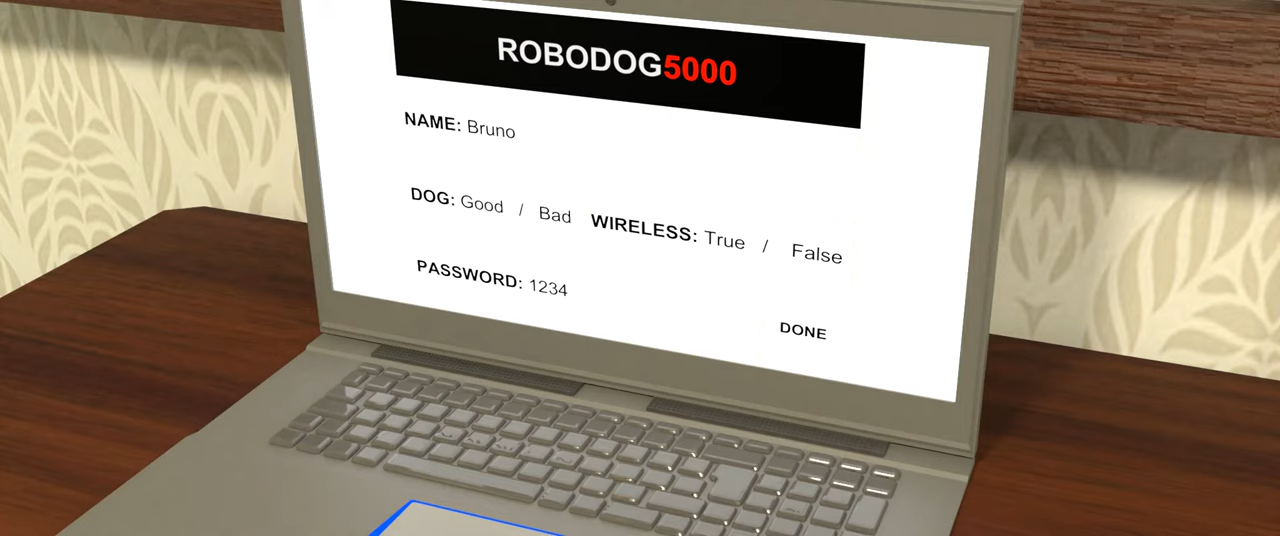 ROBODOG5000
NAME: Bruno
DOG: Good / Bad WIRELESS: True / False
PASSWORD: 1234
DONE